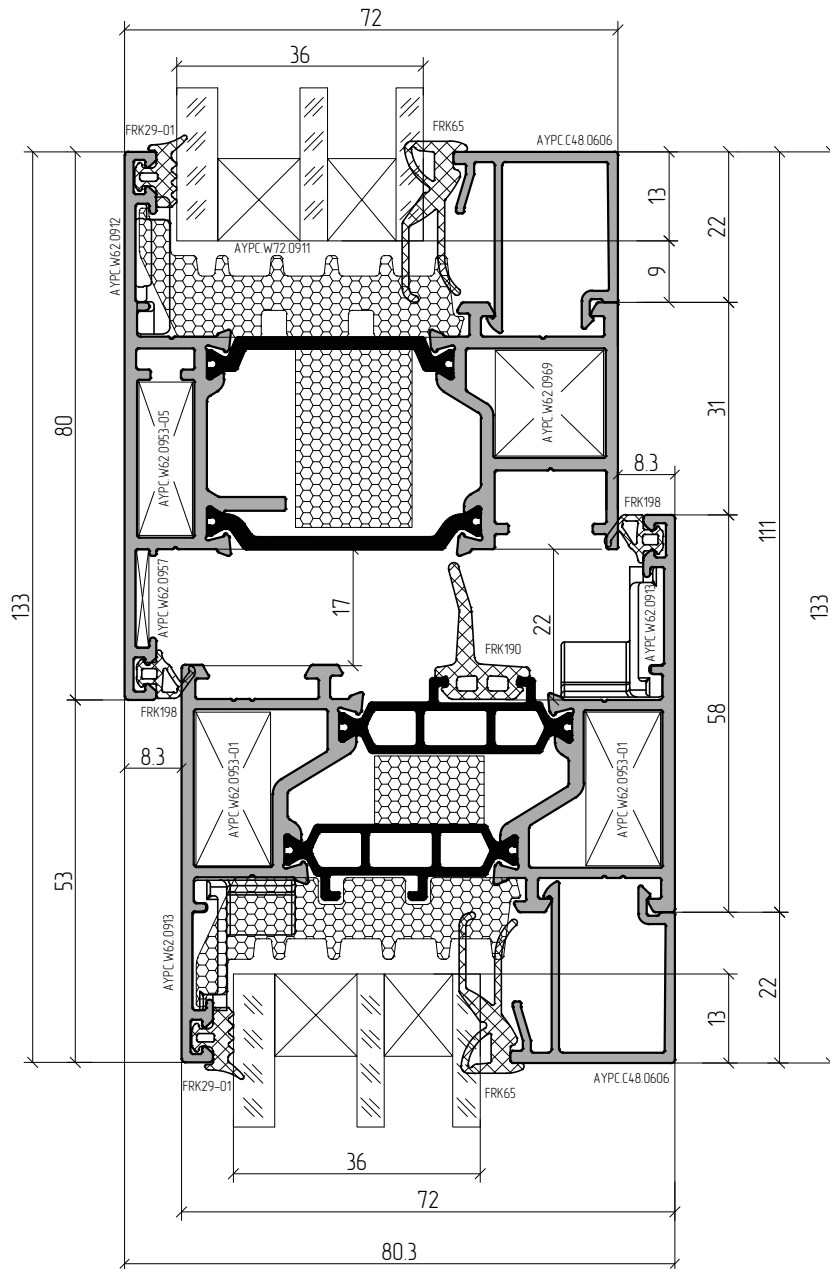 72
36
FRK29-01
FRK65
AYPC.C48.0606
AYPC.W62.0912
AYPC.W72.0911
13
22
9
AYPC.W62.0953-05
AYPC.W62.0969
31
80
8.3
FRK198
111
133
133
AYPC.W62.0957
17
22
FRK190
AYPC.W62.0913
FRK198
58
8.3
AYPC.W62.0953-01
AYPC.W62.0953-01
53
AYPC.W62.0913
22
13
FRK29-01
FRK65
AYPC.C48.0606
36
72
80.3